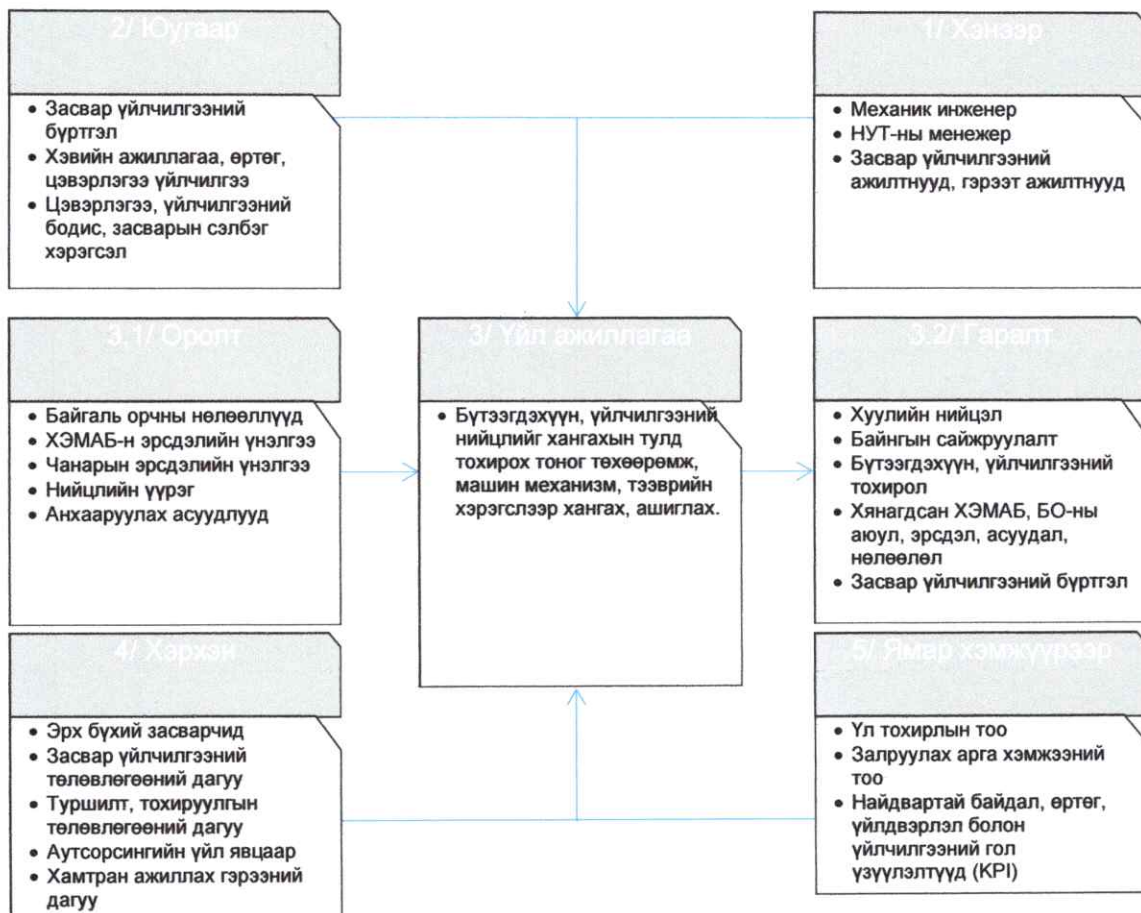 2/ Юугаар
• Засвар үйлчилгээний
бүртгэл
• Хэвийн ажиллагаа, өртөг,
цэвэрлэгээ үйлчилгээ
• Цэвэрлэгээ, үйлчилгээний
бодис, засварын сэлбэг
хэрэгсэл
1/ Хэнээр
• Механик инженер
• НҮТ-ны менежер
• Засвар үйлчилгээний
ажилтнууд, гэрээт ажилтнууд
3.1/ Оролт
• Байгаль орчны нөлөөллүүд
• ХЭМАБ-н эрсдэлийн үнэлгээ
• Чанарын эрсдэлийн үнэлгээ
• Нийцлийн үүрэг
• Анхааруулах асуудлууд
3/ Үйл ажиллагаа
• Бүтээгдэхүүн, үйлчилгээний
нийцлийг хангахын тулд
тохирох тоног төхөөрөмж,
машин механизм, тээврийн
хэрэгслээр хангах, ашиглах.
3.2/ Гаралт
• Хуулийн нийцэл
• Байнгын сайжруулалт
• Бүтээгдэхүүн, үйлчилгээний
тохирол
• Хянагдсан ХЭМАБ, БО-ны
аюул, эрсдэл, асуудал,
нөлөөлөл
• Засвар үйлчилгээний бүртгэл
4/ Хэрхэн
• Эрх бүхий засварчид
• Засвар үйлчилгээний
төлөвлөгөөний дагуу
• Туршилт, тохируулгын
төлөвлөгөөний дагуу
• Аутсорсингийн үйл явцаар
• Хамтран ажиллах гэрээний
дагуу
5/ Ямар хэмжүүрээр
• Үл тохирлын тоо
• Залруулах арга хэмжээний
тоо
• Найдвартай байдал, өртөг,
үйлдвэрлэл болон
үйлчилгээний гол
үзүүлэлтүүд (KPI)